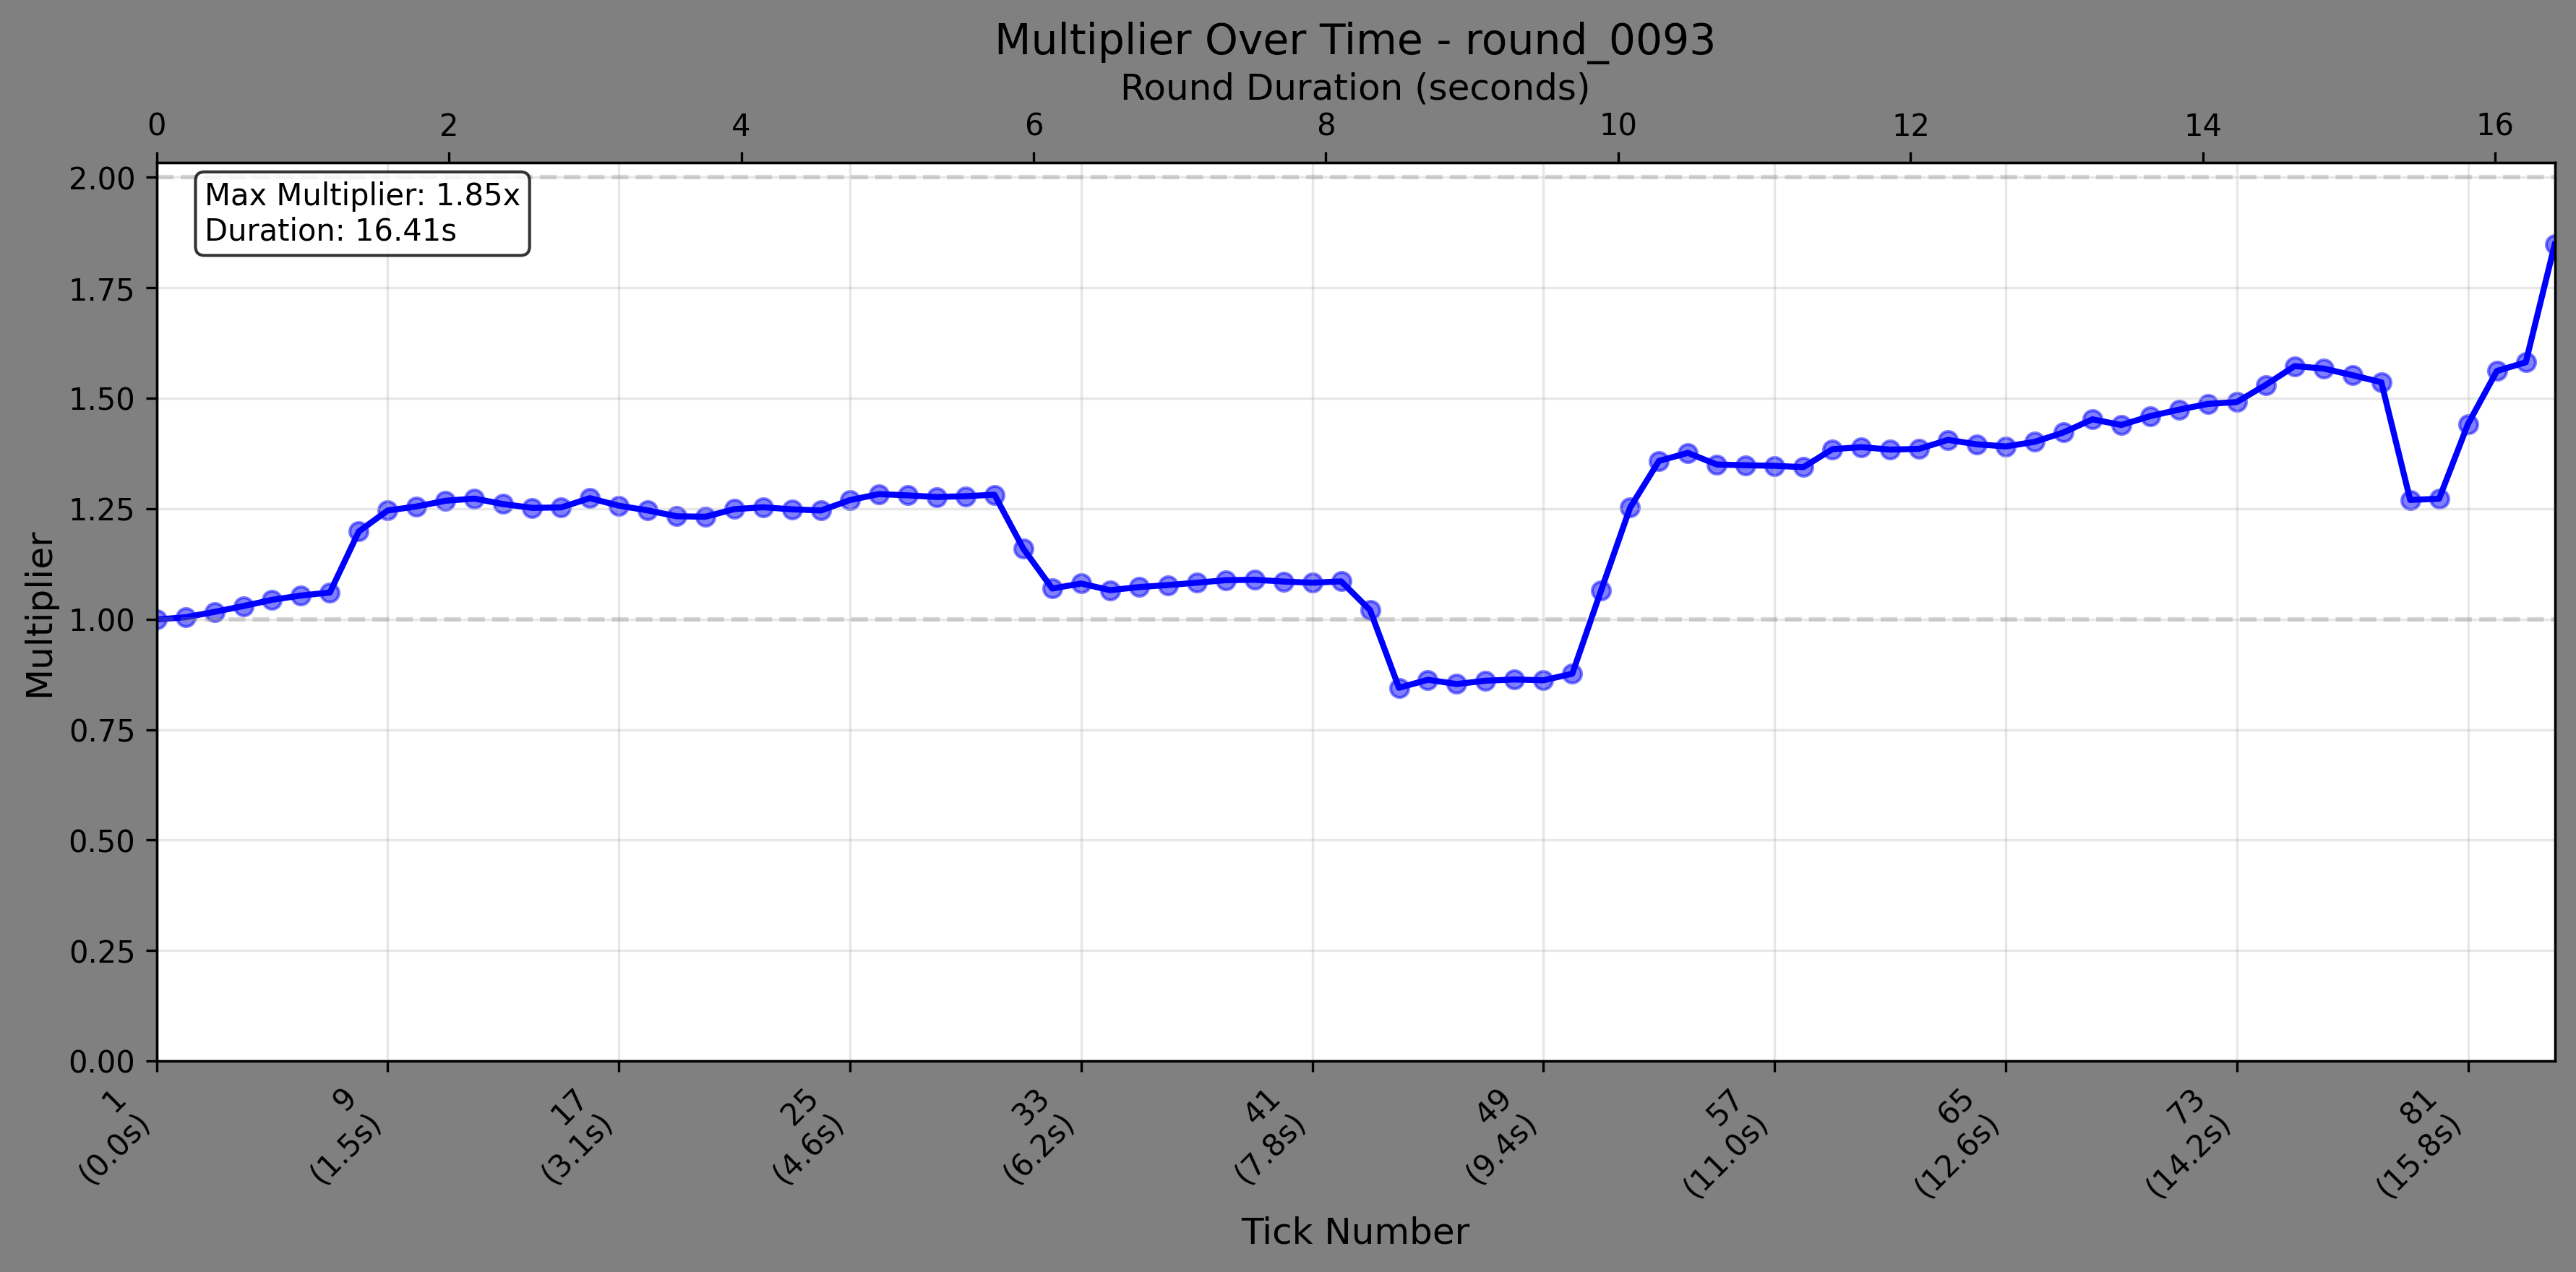 Multiplier Over Time - round_0093
Round Duration (seconds)
0 2 4 6 8 10 12 14 16
Max Multiplier: 1.85x
Duration: 16.41s
2.00
1.75
1.50
1.25
1.00
0.75
0.50
0.25
0.00
Multiplier
1
(0.0s)
9
(1.5s)
17
(3.1s)
25
(4.6s)
33
(6.2s)
41
(7.8s)
49
(9.4s)
57
(11.0s)
65
(12.6s)
73
(14.2s)
81
(15.8s)
Tick Number